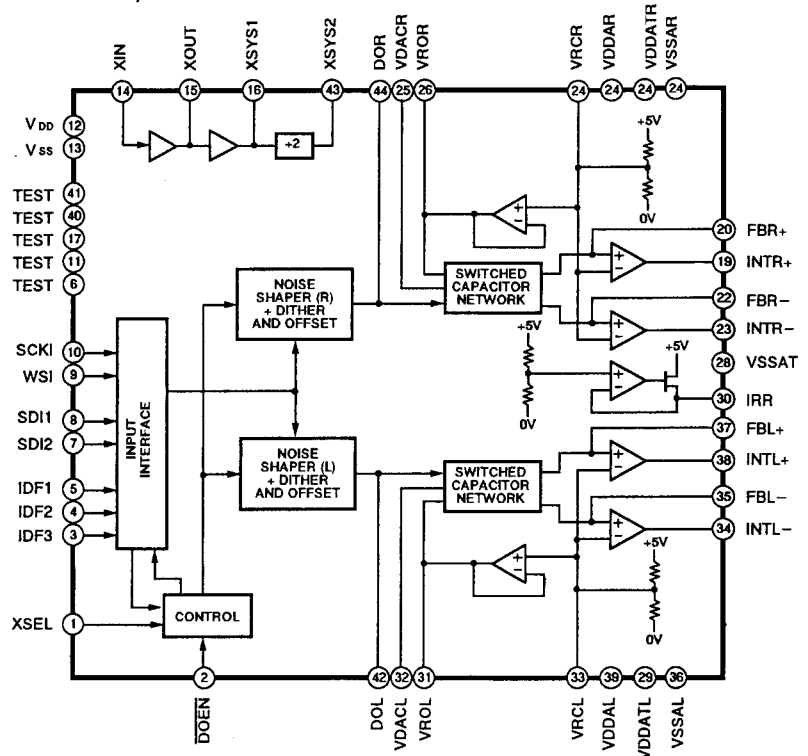 XIN
XOUT
XSYS1
XSYS2
DOR
VDACR
VROR
VRCR
VDDAR
VDDATR
VSSAR
14
15
16
43
44
25
26
24
24
24
24
VDD 12
VSS 13
÷2
+5V
0V
TEST 41
TEST 40
TEST 17
TEST 11
TEST 6
+
−
20 FBR+
19 INTR+
22 FBR−
23 INTR−
28 VSSAT
30 IRR
37 FBL+
38 INTL+
35 FBL−
34 INTL−
NOISE
SHAPER (R)
+ DITHER
AND OFFSET
SWITCHED
CAPACITOR
NETWORK
+
−
+
−
+5V
0V
+
−
+5V
SCKI 10
WSI 9
SDI1 8
SDI2 7
IDF1 5
IDF2 4
IDF3 3
INPUT
INTERFACE
NOISE
SHAPER (L)
+ DITHER
AND OFFSET
SWITCHED
CAPACITOR
NETWORK
+
−
+
−
+
−
+5V
0V
XSEL 1
CONTROL
2
42
32
31
33
39
29
36
DOEN
DOL
VDACL
VROL
VRCL
VDDAL
VDDATL
VSSAL